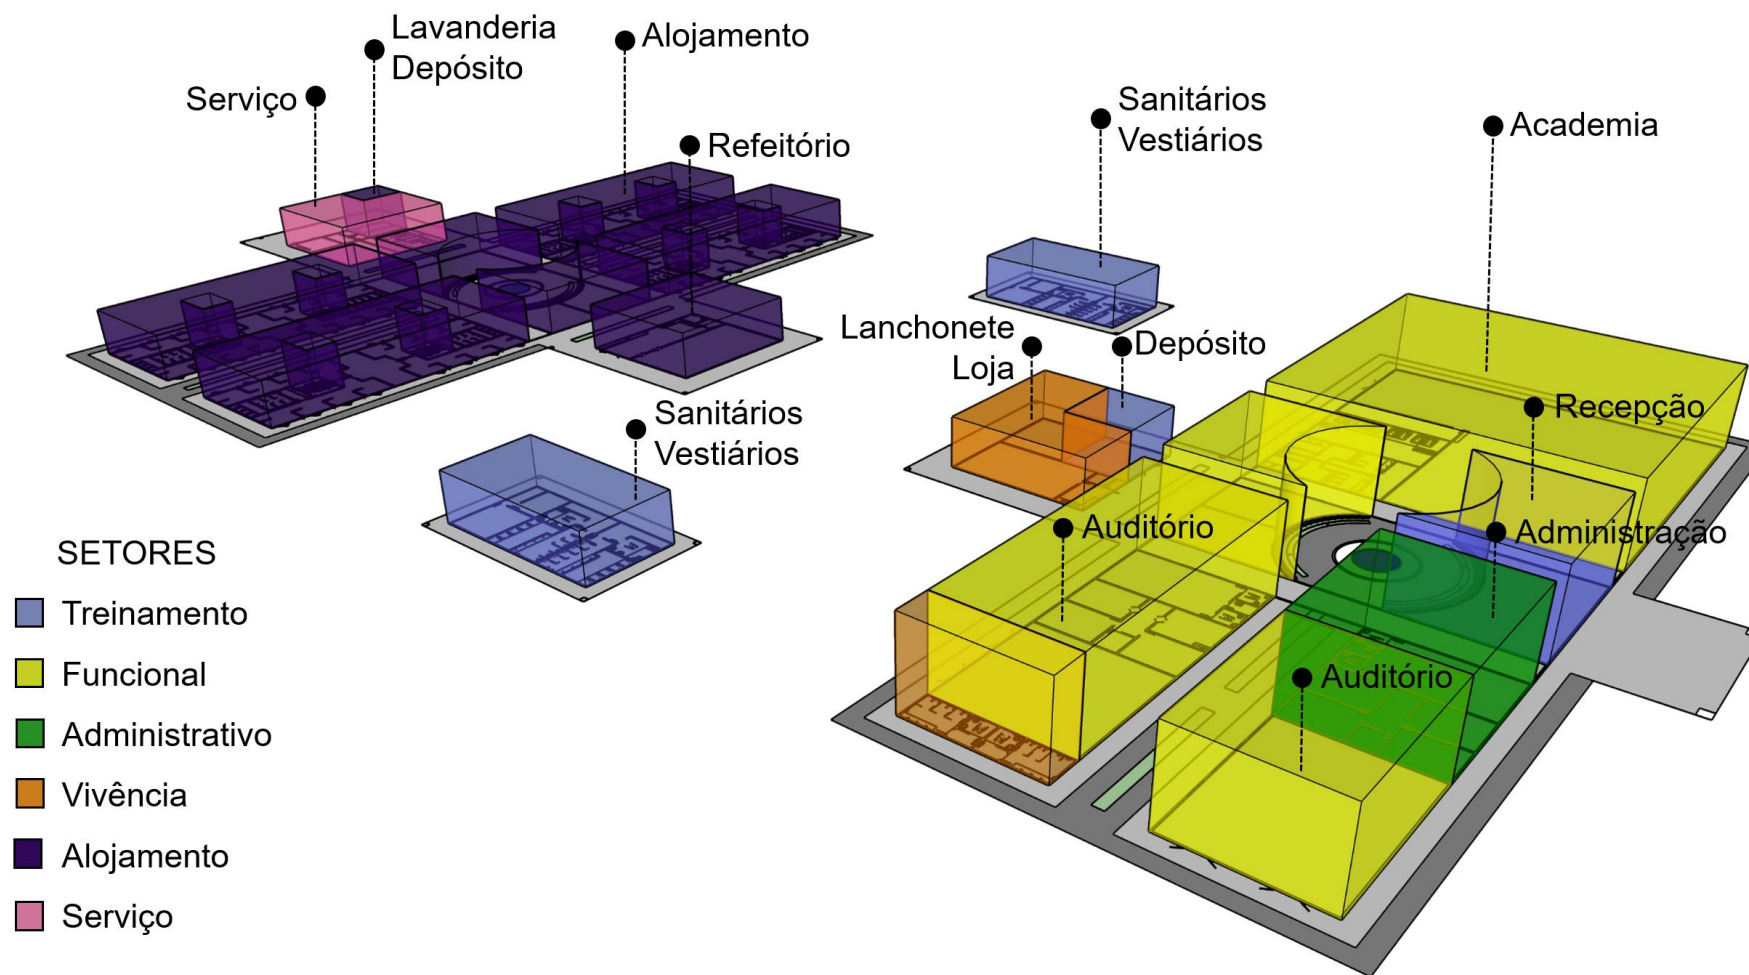 Lavanderia
Depósito
Alojamento
Serviço
Refeitório
Sanitários
Vestiários
Academia
Lanchonete
Loja
Depósito
Recepção
Sanitários
Vestiários
Auditório
Administração
Auditório
SETORES
Treinamento
Funcional
Administrativo
Vivência
Alojamento
Serviço